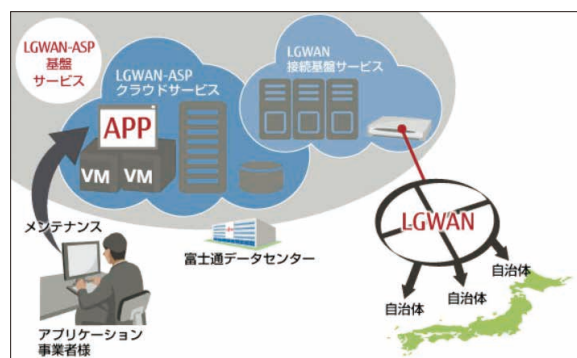 LGWAN-ASP
基盤
サービス
LGWAN-ASP
クラウドサービス
LGWAN
接続基盤サービス
APP
VM
VM
メンテナンス
富士通データセンター
アプリケーション
事業者様
LGWAN
自治体
自治体
自治体